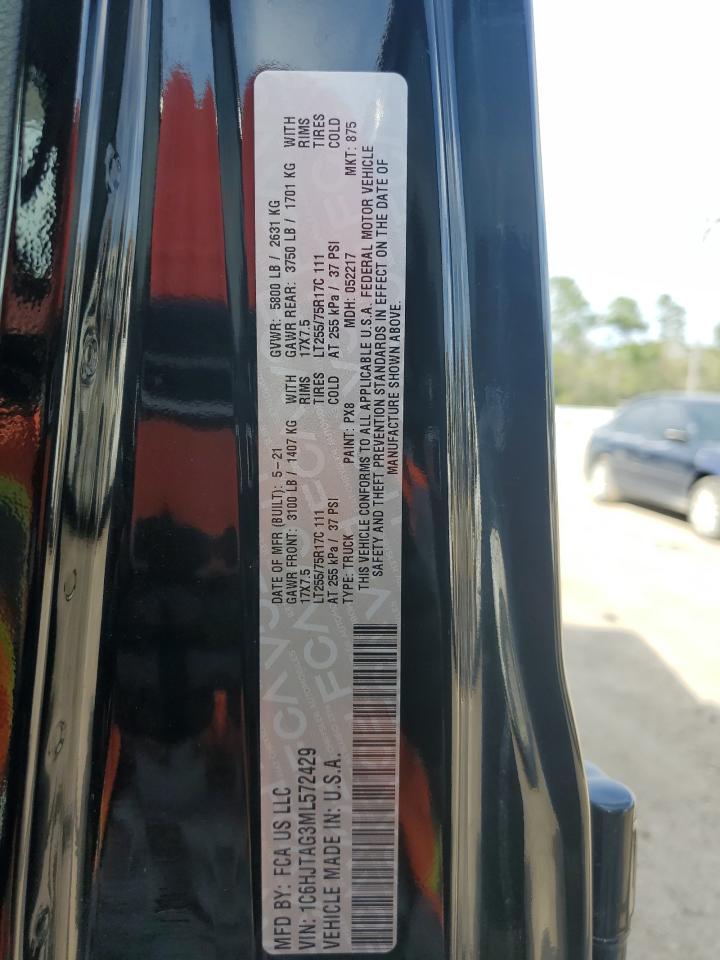 MFD BY: FCA US LLC
DATE OF MFR (BUILT): 5-21 GVWR: 5800 LB / 2631 KG
GAWR FRONT: 3100 LB / 1407 KG WITH GAWR REAR: 3750 LB / 1701 KG WITH
17X7.5 RIMS 17X7.5 RIMS
LT255/75R17C 111 TIRES LT255/75R17C 111 TIRES
AT 255 kPa / 37 PSI COLD AT 255 kPa / 37 PSI COLD
VIN: 1C6HJTAG3ML572429
TYPE: TRUCK PAINT: PX8 MDH: 052217 MKT: 875
VEHICLE MADE IN: U.S.A.
THIS VEHICLE CONFORMS TO ALL APPLICABLE U.S.A. FEDERAL MOTOR VEHICLE
SAFETY AND THEFT PREVENTION STANDARDS IN EFFECT ON THE DATE OF
MANUFACTURE SHOWN ABOVE.